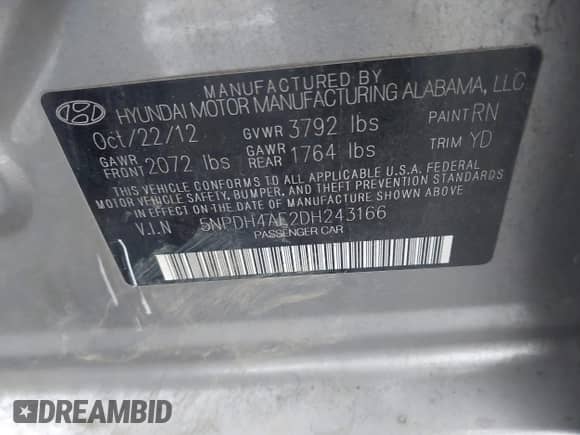 MANUFACTURED BY
HYUNDAI MOTOR MANUFACTURING ALABAMA, LLC
Oct/22/12 GVWR 3792 lbs PAINT RN
GAWR FRONT 2072 lbs GAWR REAR 1764 lbs TRIM YD
THIS VEHICLE CONFORMS TO ALL APPLICABLE U.S.A. FEDERAL
MOTOR VEHICLE SAFETY, BUMPER, AND THEFT PREVENTION STANDARDS
IN EFFECT ON THE DATE OF MANUFACTURE SHOWN ABOVE.
V.I.N 5NPDH4AE2DH243166
PASSENGER CAR
DREAMBID